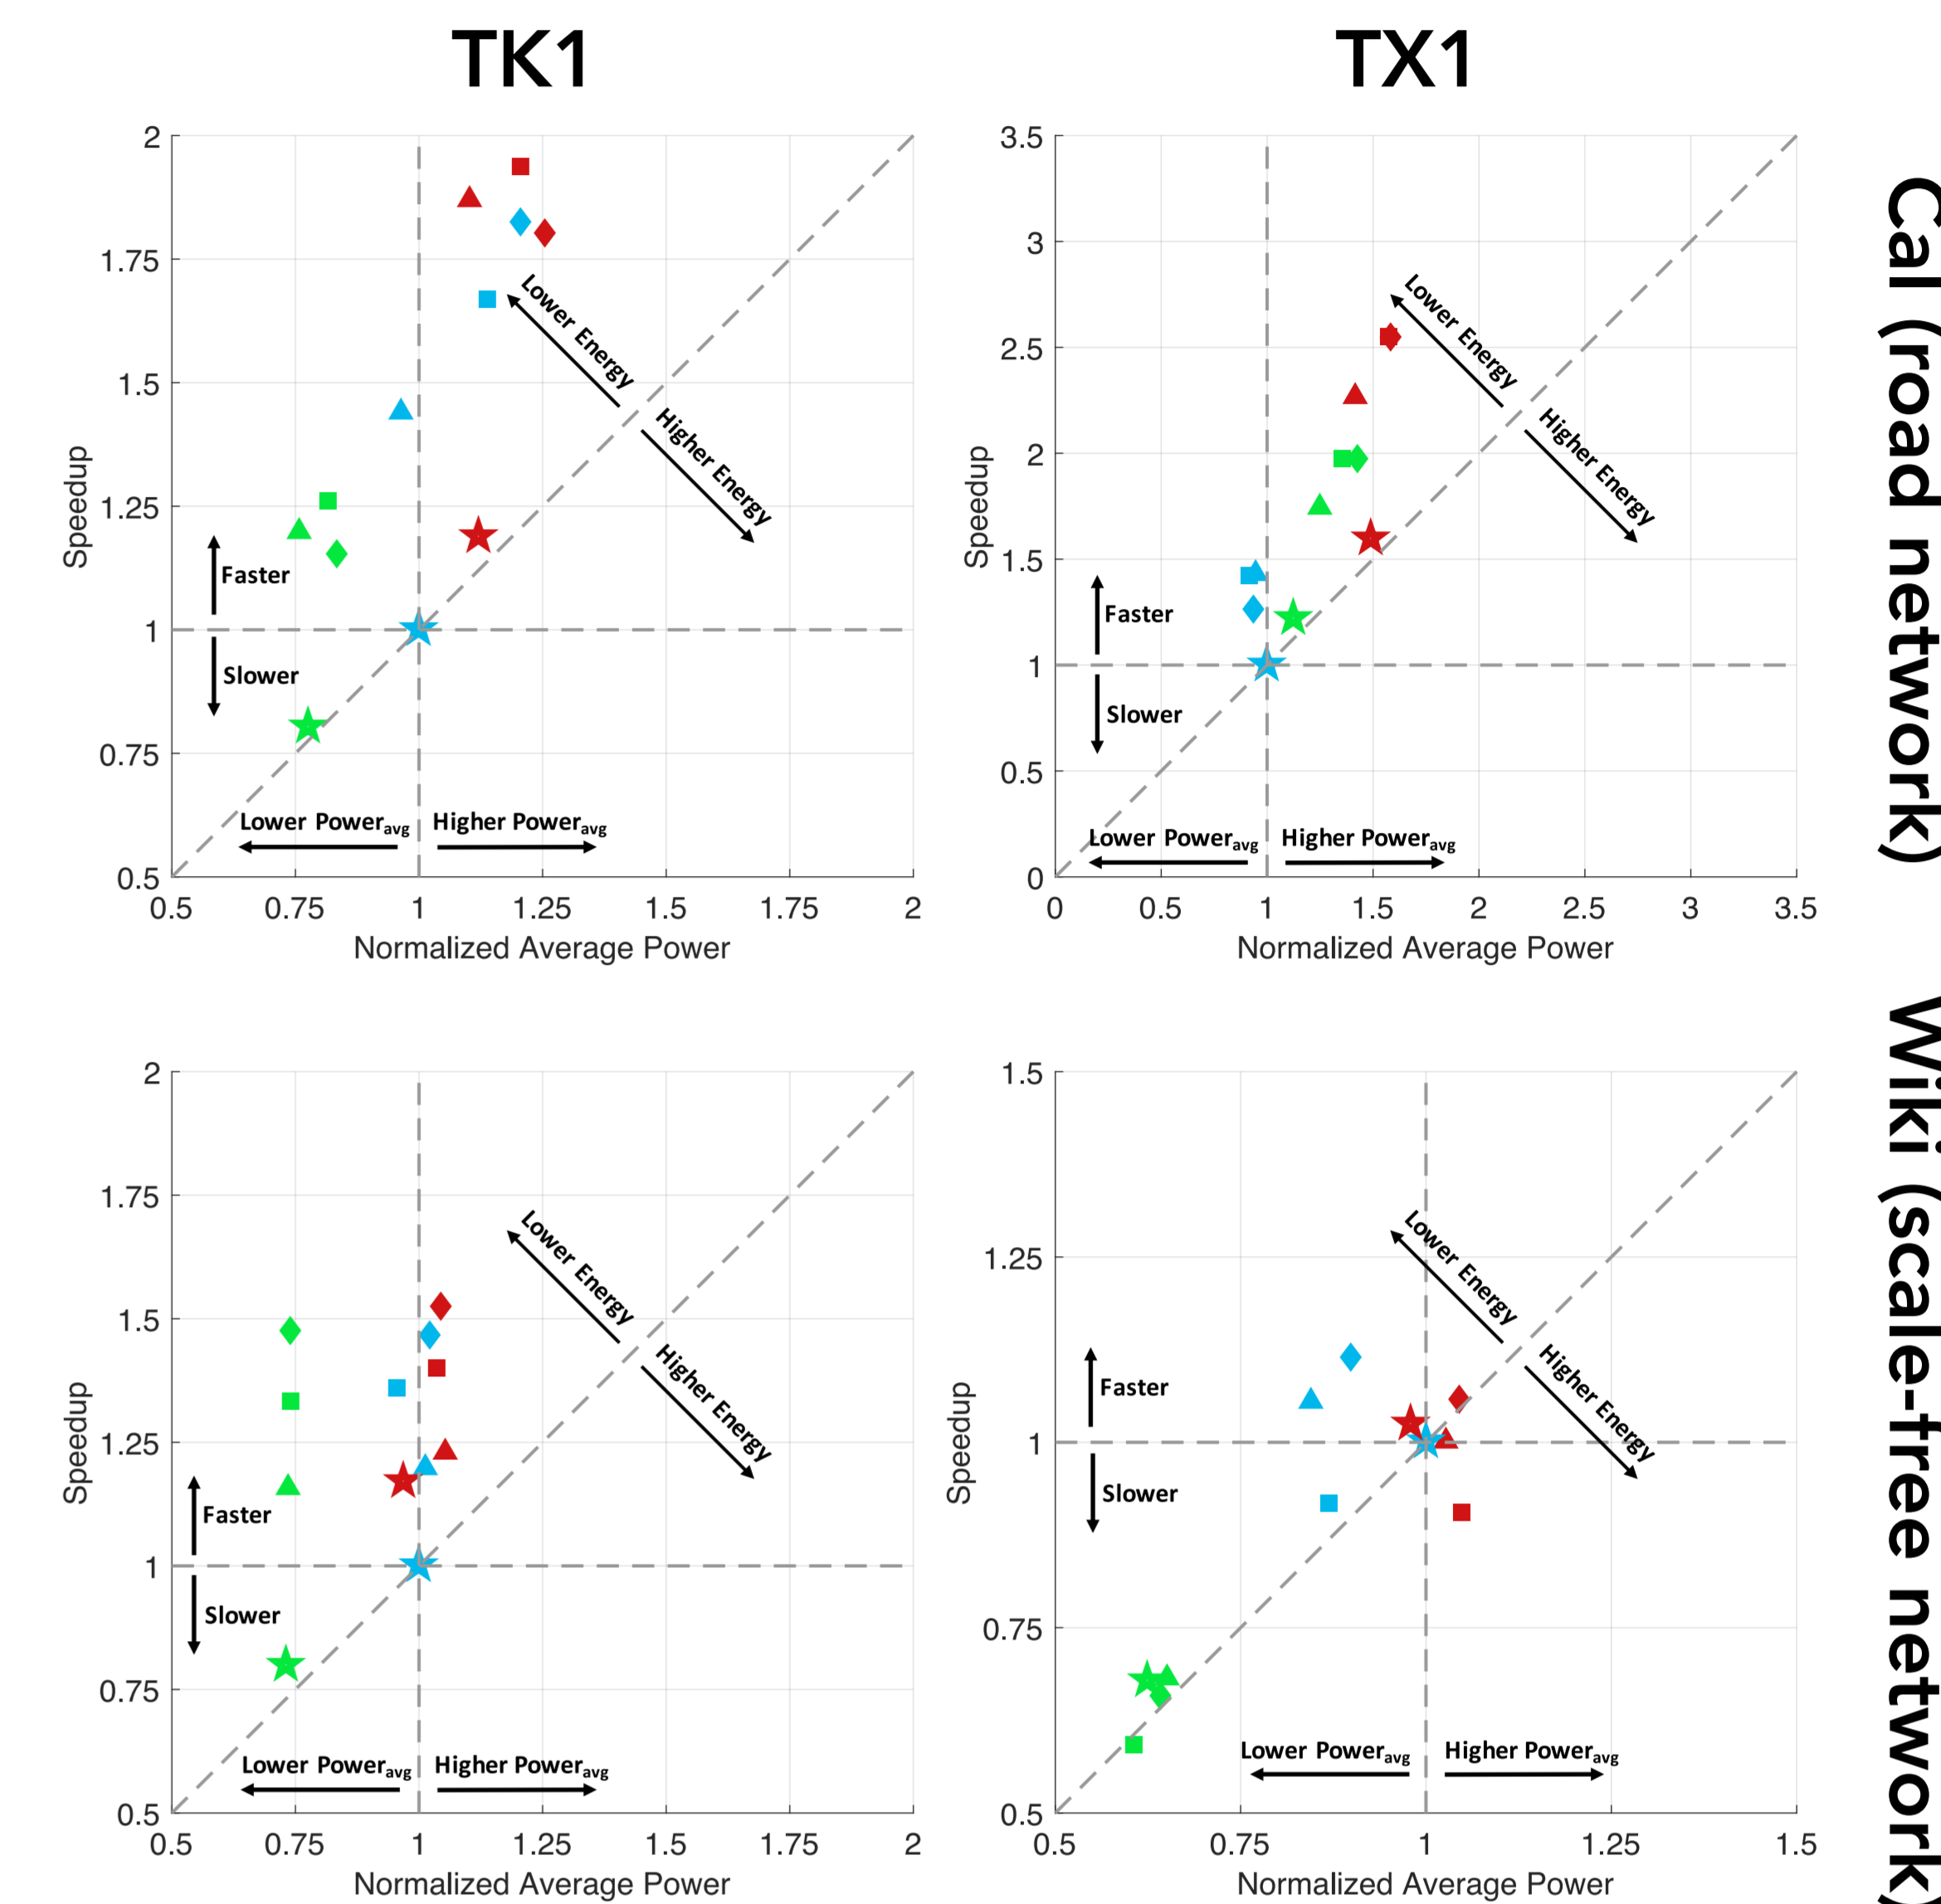 TK1
TX1
Cal (road network)
2
1.75
1.5
1.25
1
0.75
0.5
Speedup
Lower Energy
Higher Energy
Faster
Slower
Lower Poweravg
Higher Poweravg
0.5 0.75 1 1.25 1.5 1.75 2
Normalized Average Power
3.5
3
2.5
2
1.5
1
0.5
0
Speedup
Lower Energy
Higher Energy
Faster
Slower
Lower Poweravg
Higher Poweravg
0 0.5 1 1.5 2 2.5 3 3.5
Normalized Average Power
Wiki (scale-free network)
2
1.75
1.5
1.25
1
0.75
0.5
Speedup
Lower Energy
Higher Energy
Faster
Slower
Lower Poweravg
Higher Poweravg
0.5 0.75 1 1.25 1.5 1.75 2
Normalized Average Power
1.5
1.25
1
0.75
0.5
Speedup
Lower Energy
Higher Energy
Faster
Slower
Lower Poweravg
Higher Poweravg
0.5 0.75 1 1.25 1.5
Normalized Average Power